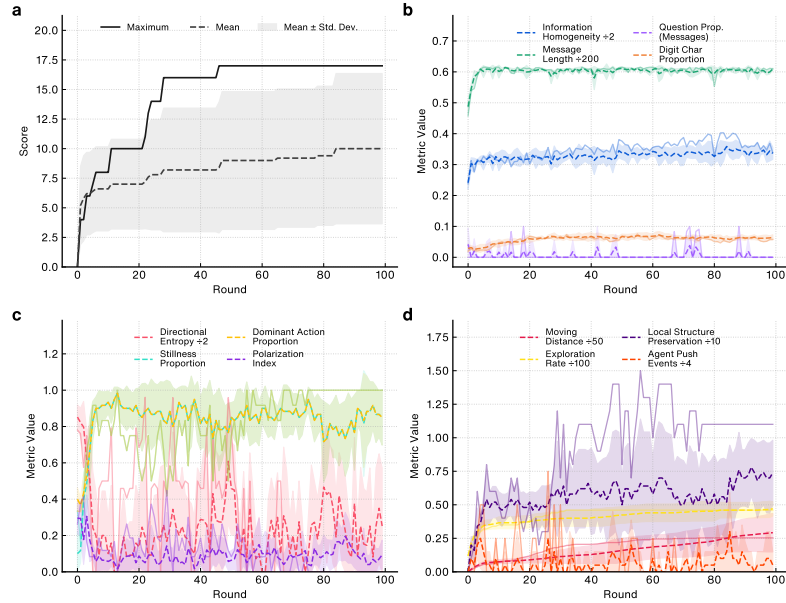 a
Maximum
Mean
Mean ± Std. Dev.
Score
20.0
17.5
15.0
12.5
10.0
7.5
5.0
2.5
0.0
0
20
40
60
80
100
Round
b
Information
Homogeneity ÷2
Message
Length ÷200
Question Prop.
(Messages)
Digit Char
Proportion
Metric Value
0.7
0.6
0.5
0.4
0.3
0.2
0.1
0.0
0
20
40
60
80
100
Round
c
Directional
Entropy ÷2
Stillness
Proportion
Dominant Action
Proportion
Polarization
Index
Metric Value
1.2
1.0
0.8
0.6
0.4
0.2
0.0
0
20
40
60
80
100
Round
d
Moving
Distance ÷50
Exploration
Rate ÷100
Local Structure
Preservation ÷10
Agent Push
Events ÷4
Metric Value
1.75
1.50
1.25
1.00
0.75
0.50
0.25
0.00
0
20
40
60
80
100
Round